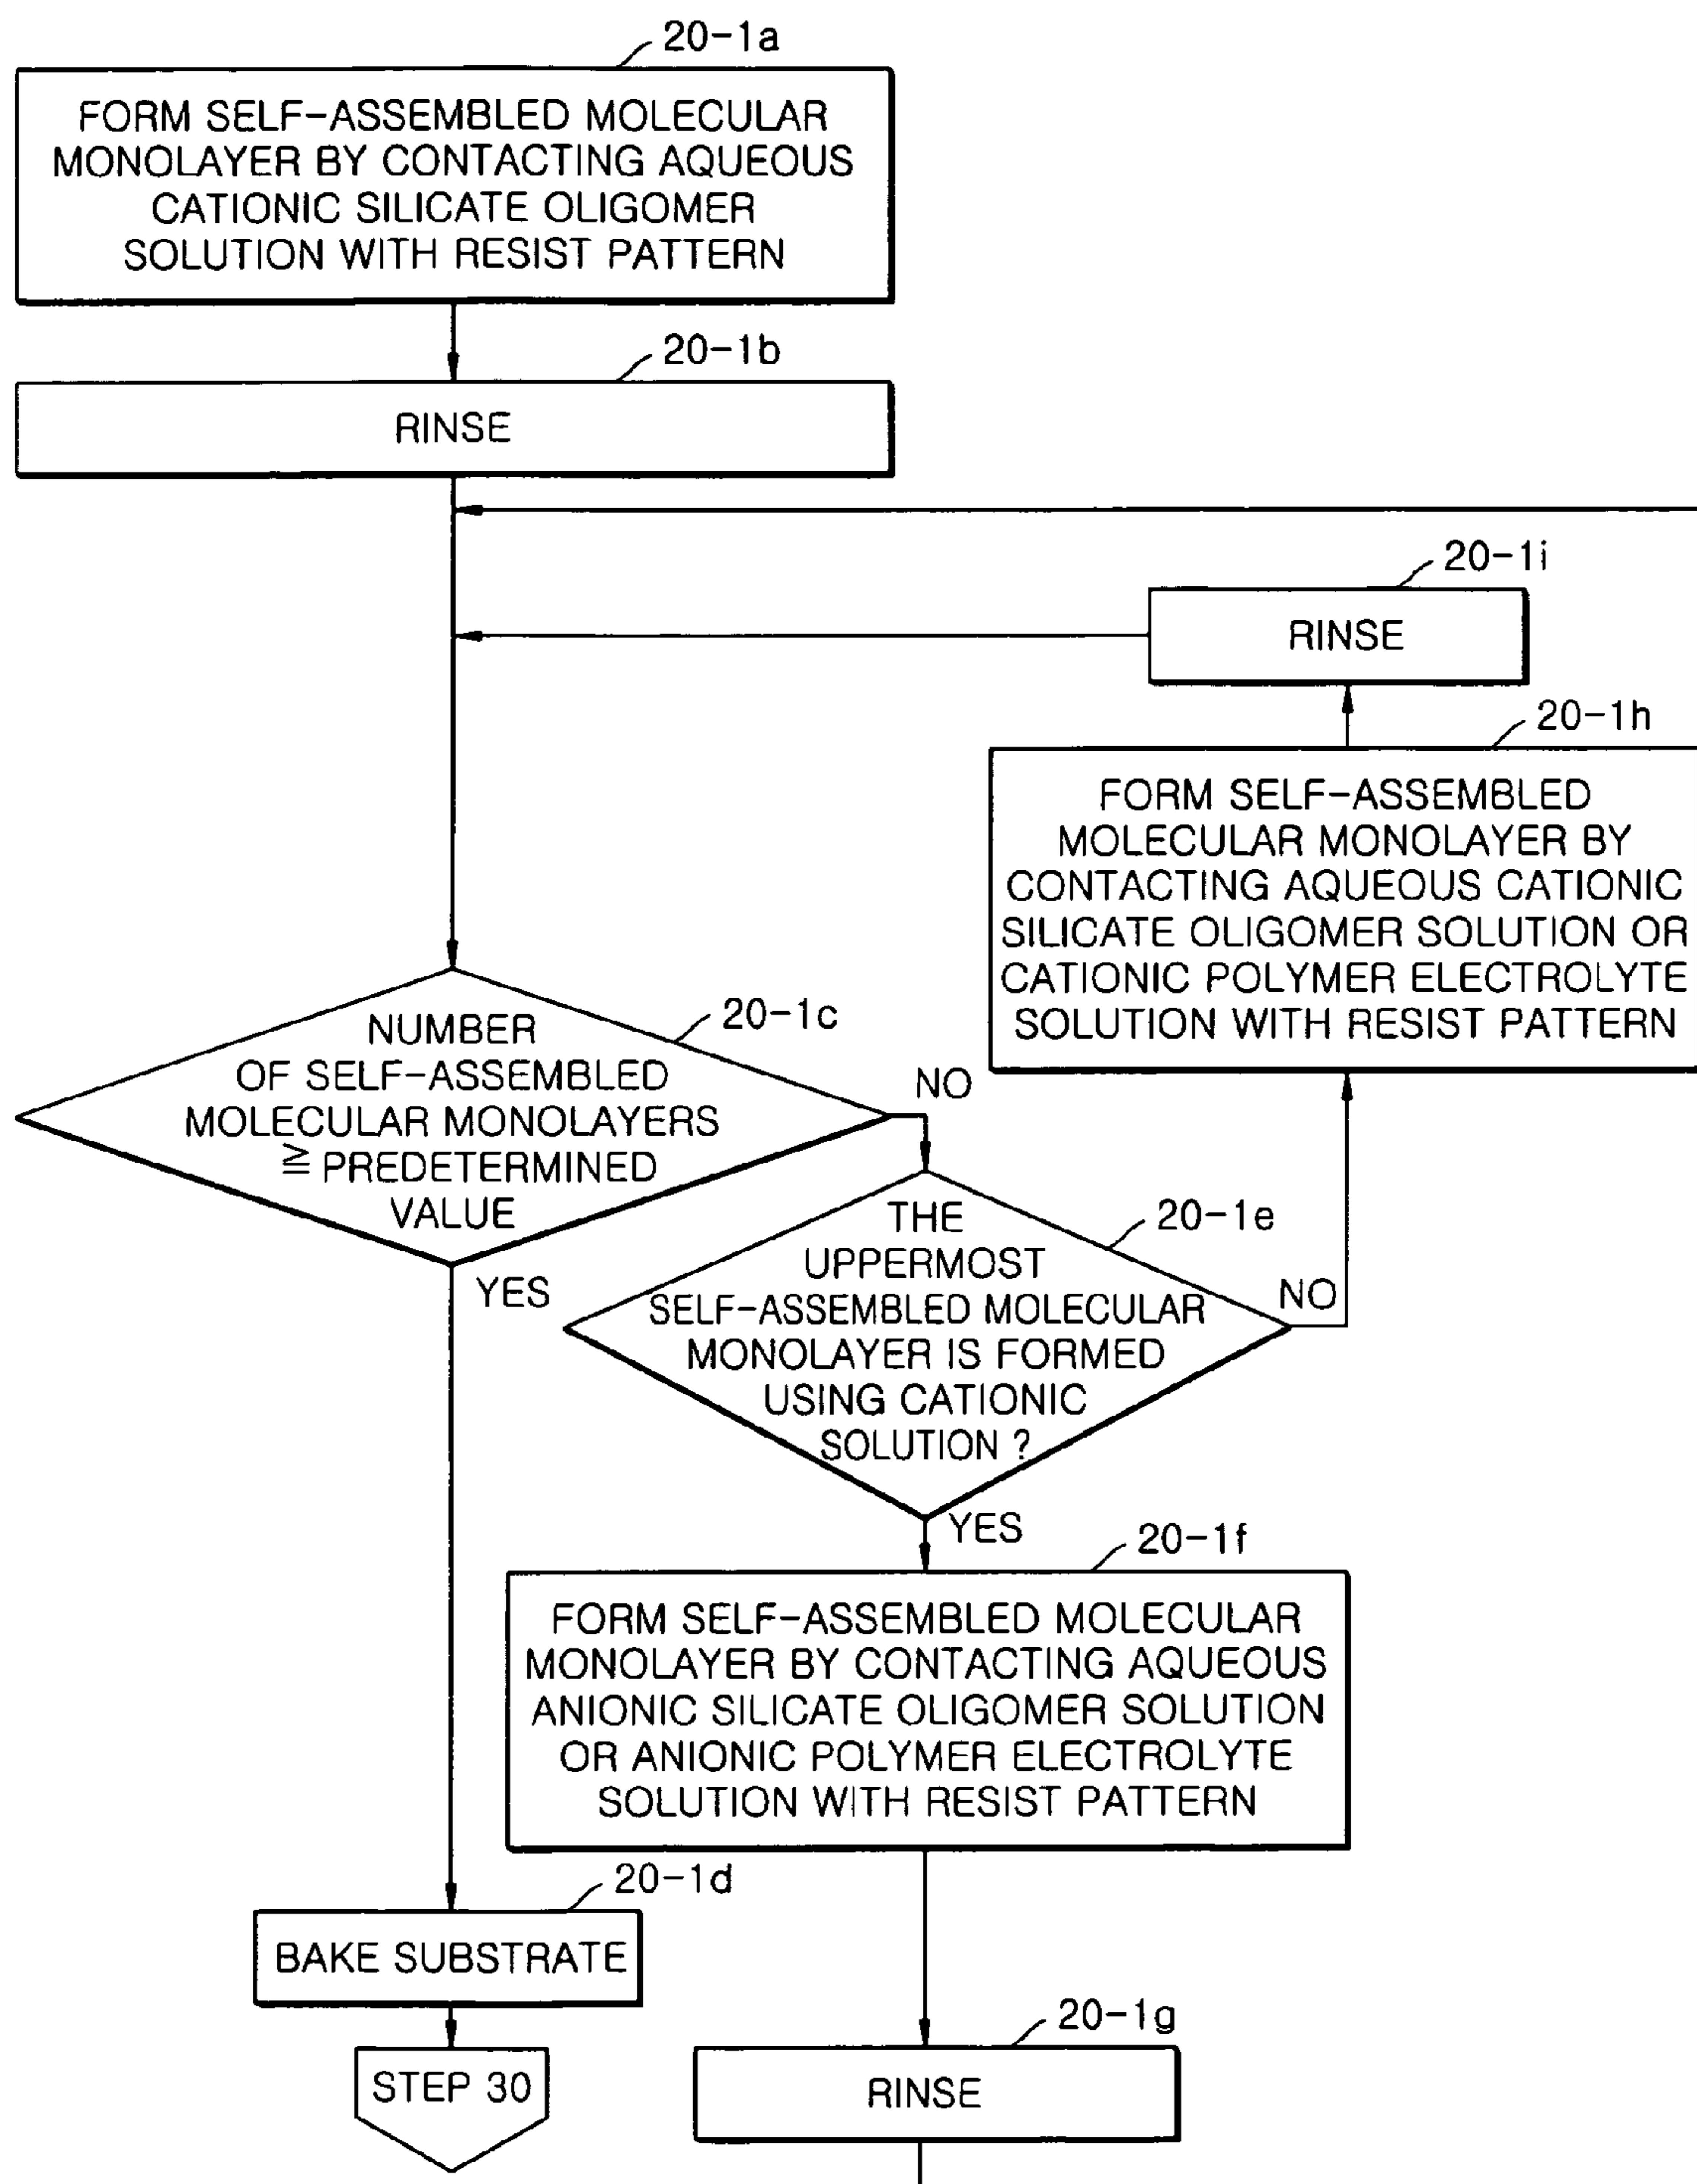 20-1a
FORM SELF-ASSEMBLED MOLECULAR
MONOLAYER BY CONTACTING AQUEOUS
CATIONIC SILICATE OLIGOMER
SOLUTION WITH RESIST PATTERN
20-1b
RINSE
20-1i
RINSE
20-1h
FORM SELF-ASSEMBLED
MOLECULAR MONOLAYER BY
CONTACTING AQUEOUS CATIONIC
SILICATE OLIGOMER SOLUTION OR
CATIONIC POLYMER ELECTROLYTE
SOLUTION WITH RESIST PATTERN
20-1c
NUMBER
OF SELF-ASSEMBLED
MOLECULAR MONOLAYERS
≧ PREDETERMINED
VALUE
NO
YES
20-1e
THE
UPPERMOST
SELF-ASSEMBLED MOLECULAR
MONOLAYER IS FORMED
USING CATIONIC
SOLUTION ?
NO
YES
20-1f
FORM SELF-ASSEMBLED MOLECULAR
MONOLAYER BY CONTACTING AQUEOUS
ANIONIC SILICATE OLIGOMER SOLUTION
OR ANIONIC POLYMER ELECTROLYTE
SOLUTION WITH RESIST PATTERN
20-1d
BAKE SUBSTRATE
STEP 30
20-1g
RINSE